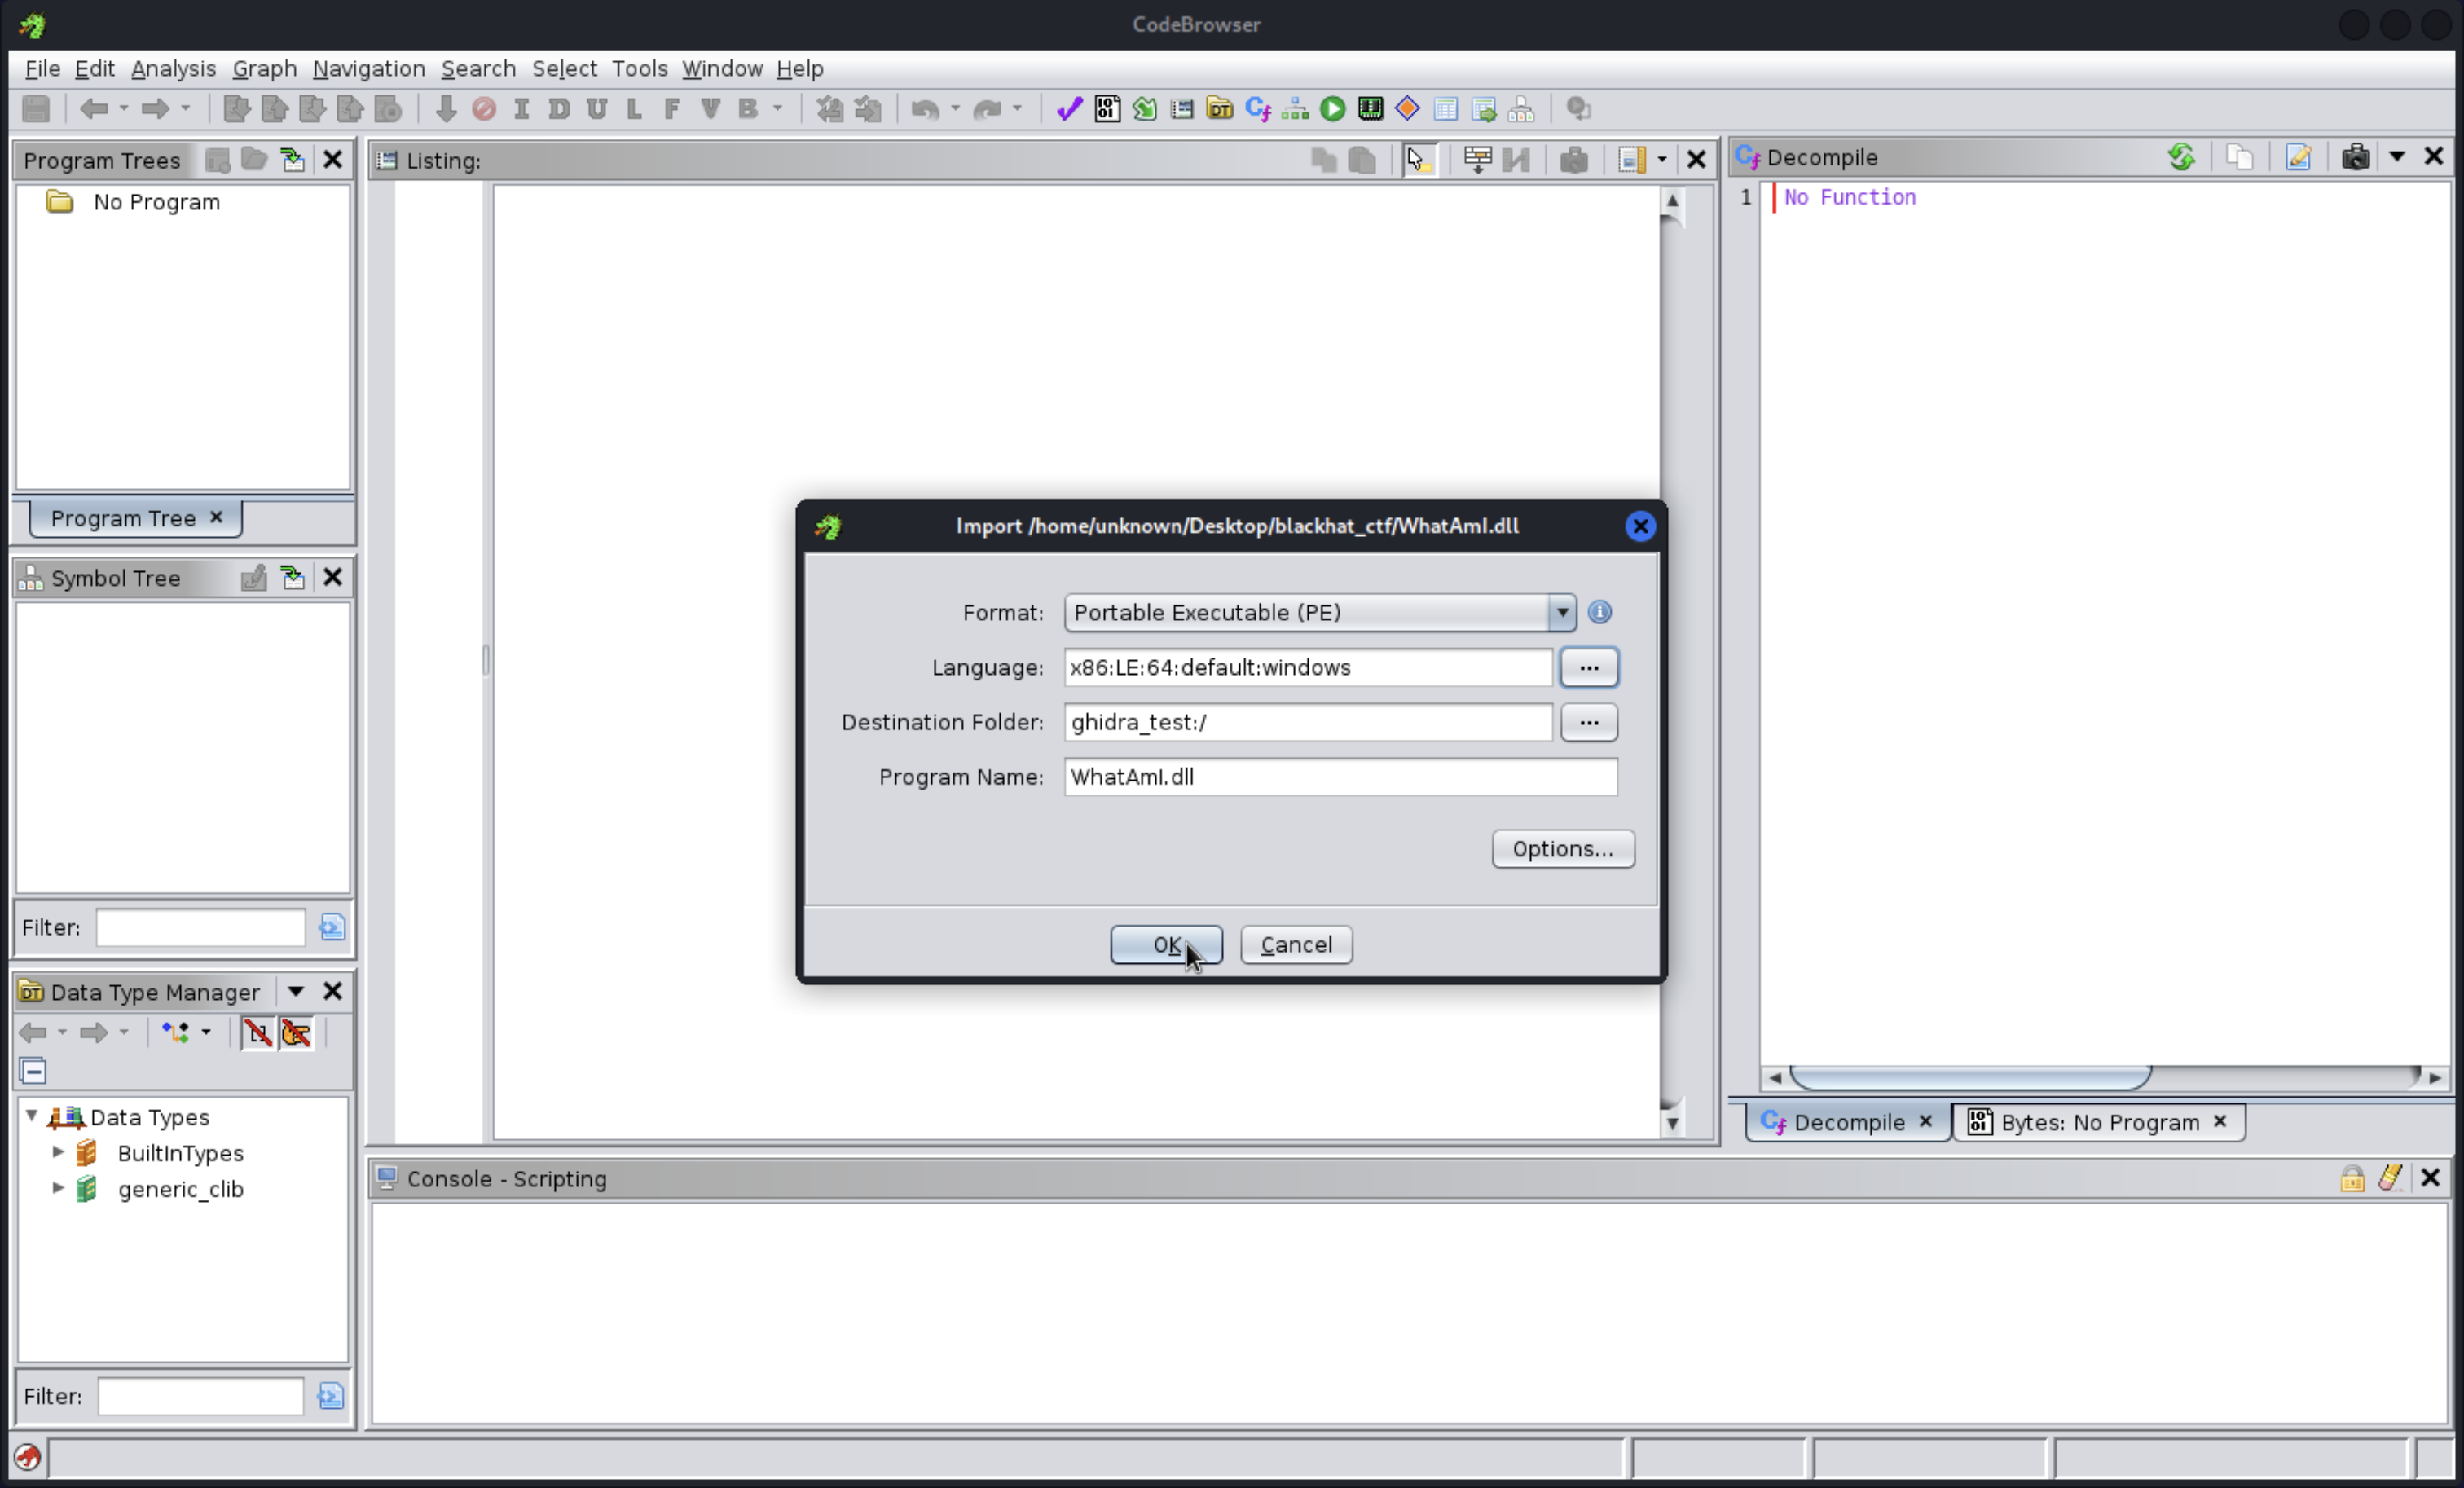 CodeBrowser
File Edit Analysis Graph Navigation Search Select Tools Window Help
I D U L F V B
Program Trees
No Program
Program Tree
Symbol Tree
Filter:
Data Type Manager
Data Types
BuiltInTypes
generic_clib
Filter:
Listing:
Decompile
1 No Function
Import /home/unknown/Desktop/blackhat_ctf/WhatAmI.dll
Format: Portable Executable (PE)
Language: x86:LE:64:default:windows ...
Destination Folder: ghidra_test:/ ...
Program Name: WhatAmI.dll
Options...
OK Cancel
Decompile Bytes: No Program
Console - Scripting